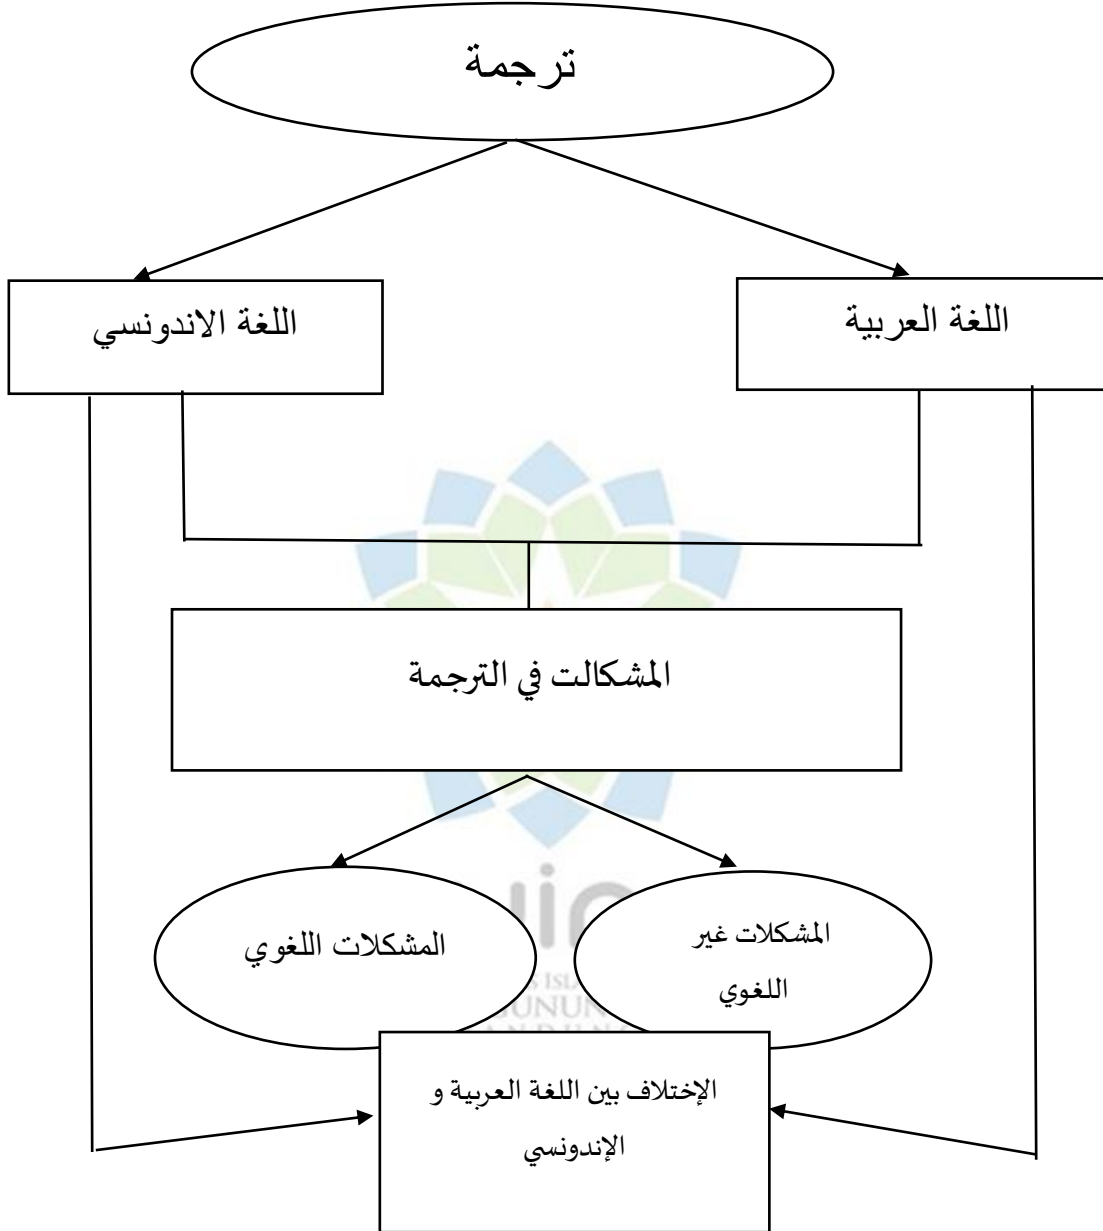 ترجمة
اللغة العربية
اللغة الاندونسي
المشكالت في الترجمة
المشكلات غير
اللغوي
المشكلات اللغوي
الإختلاف بين اللغة العربية و
الإندونسي